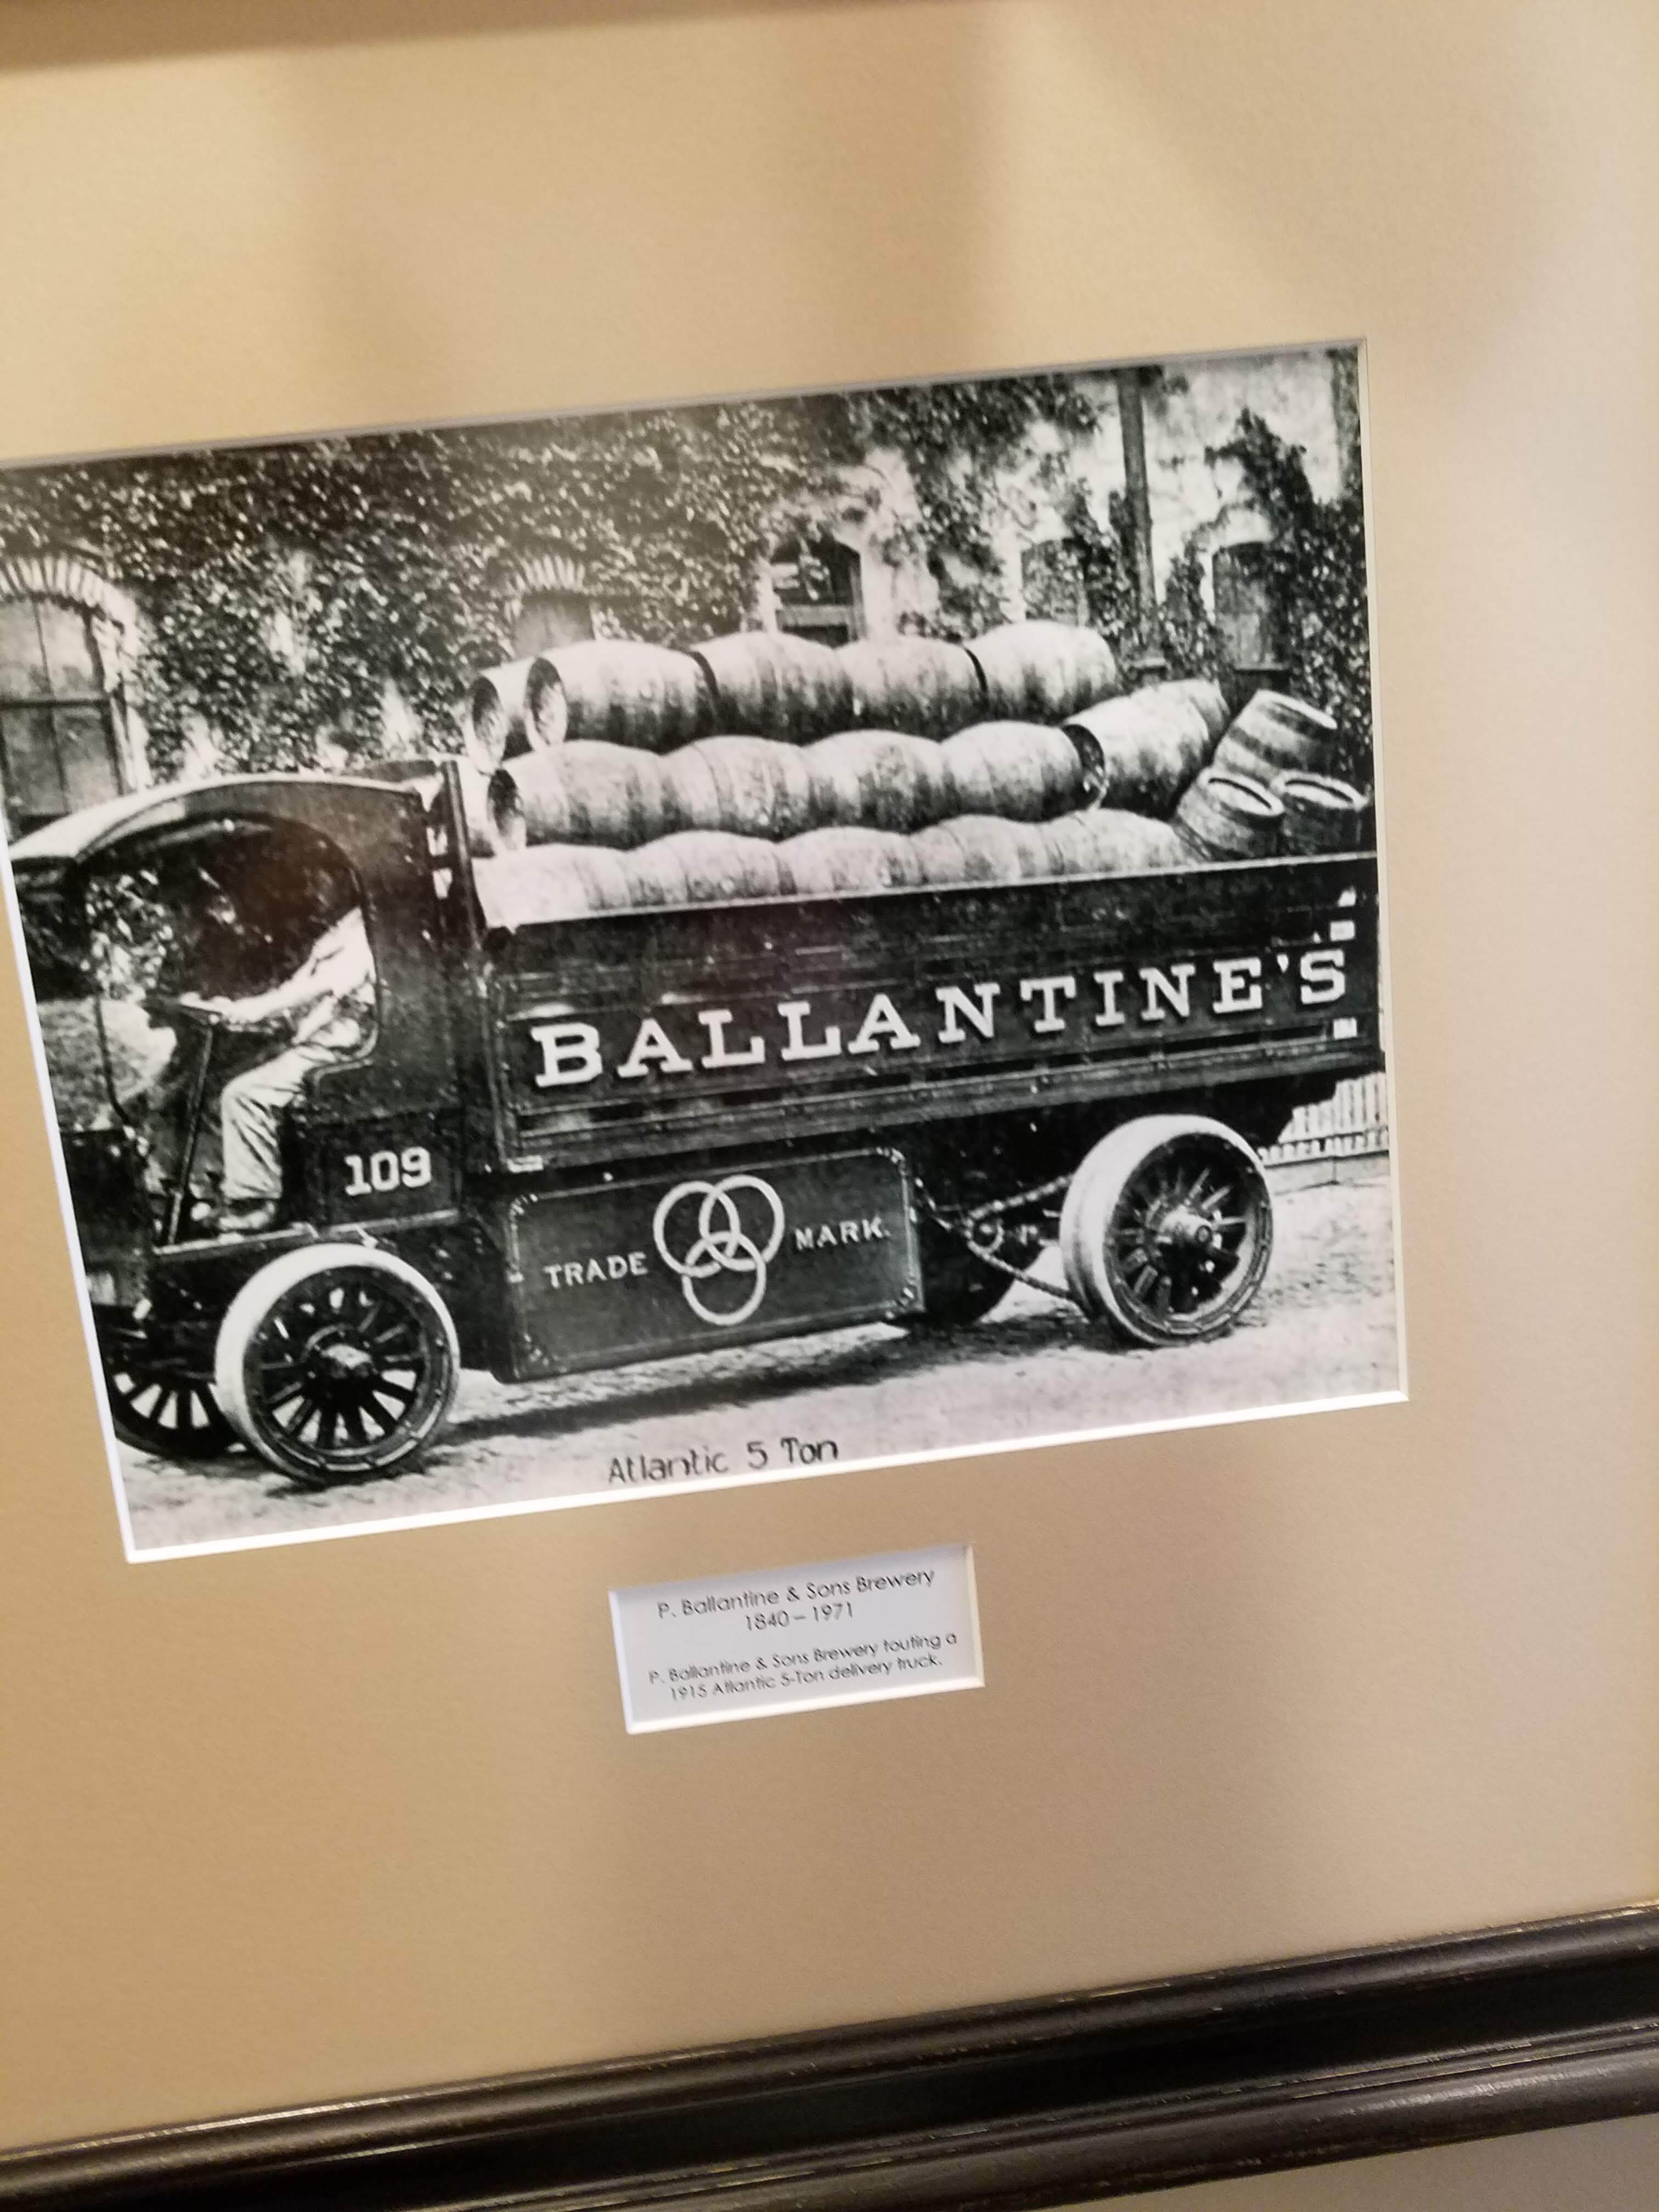 BALLANTINE'S
109
TRADE MARK.
Atlantic 5 Ton
P. Ballantine & Sons Brewery
1840 – 1971
P. Ballantine & Sons Brewery touting a
1915 Atlantic 5-Ton delivery truck.